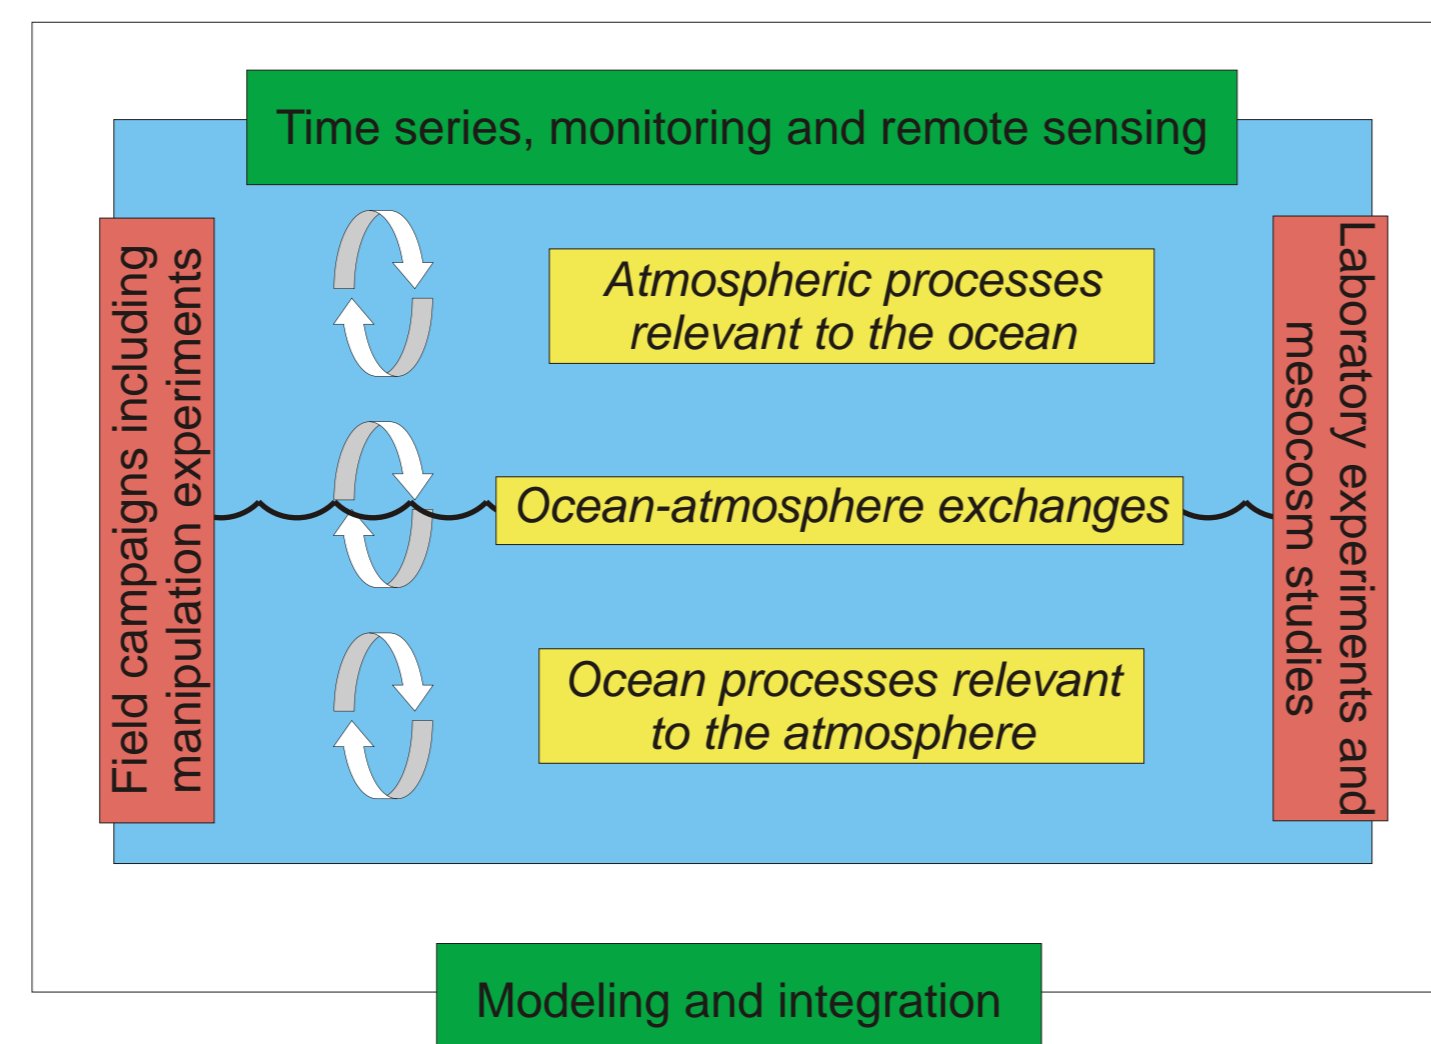 Time series, monitoring and remote sensing
Field campaigns including
manipulation experiments
Atmospheric processes
relevant to the ocean
Ocean-atmosphere exchanges
Ocean processes relevant
to the atmosphere
Laboratory experiments and
mesocosm studies
Modeling and integration